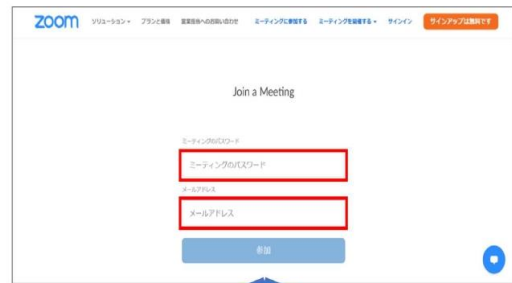 zoom ソリューション プランと価格 営業担当へのお問い合わせ ミーティングに参加する ミーティングを開催する サインイン サインアップは無料です
Join a Meeting
ミーティングのパスワード
ミーティングのパスワード
メールアドレス
メールアドレス
参加